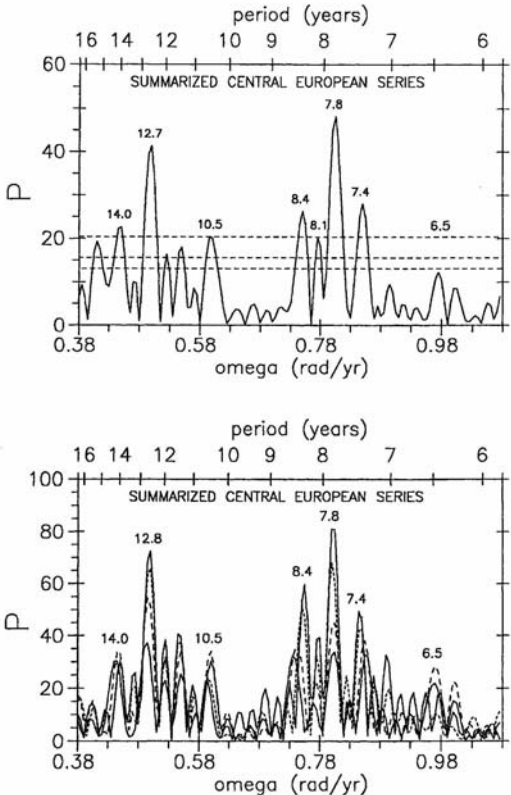 period (years)
16 14 12 10 9 8 7 6
60
SUMMARIZED CENTRAL EUROPEAN SERIES
7.8
12.7
40
P
8.4
7.4
14.0
10.5
8.1
6.5
20
0
0.38 0.58 0.78 0.98
omega (rad/yr)
period (years)
16 14 12 10 9 8 7 6
100
SUMMARIZED CENTRAL EUROPEAN SERIES
7.8
80
12.8
8.4
60
P
7.4
40
14.0
10.5
6.5
20
0
0.38 0.58 0.78 0.98
omega (rad/yr)